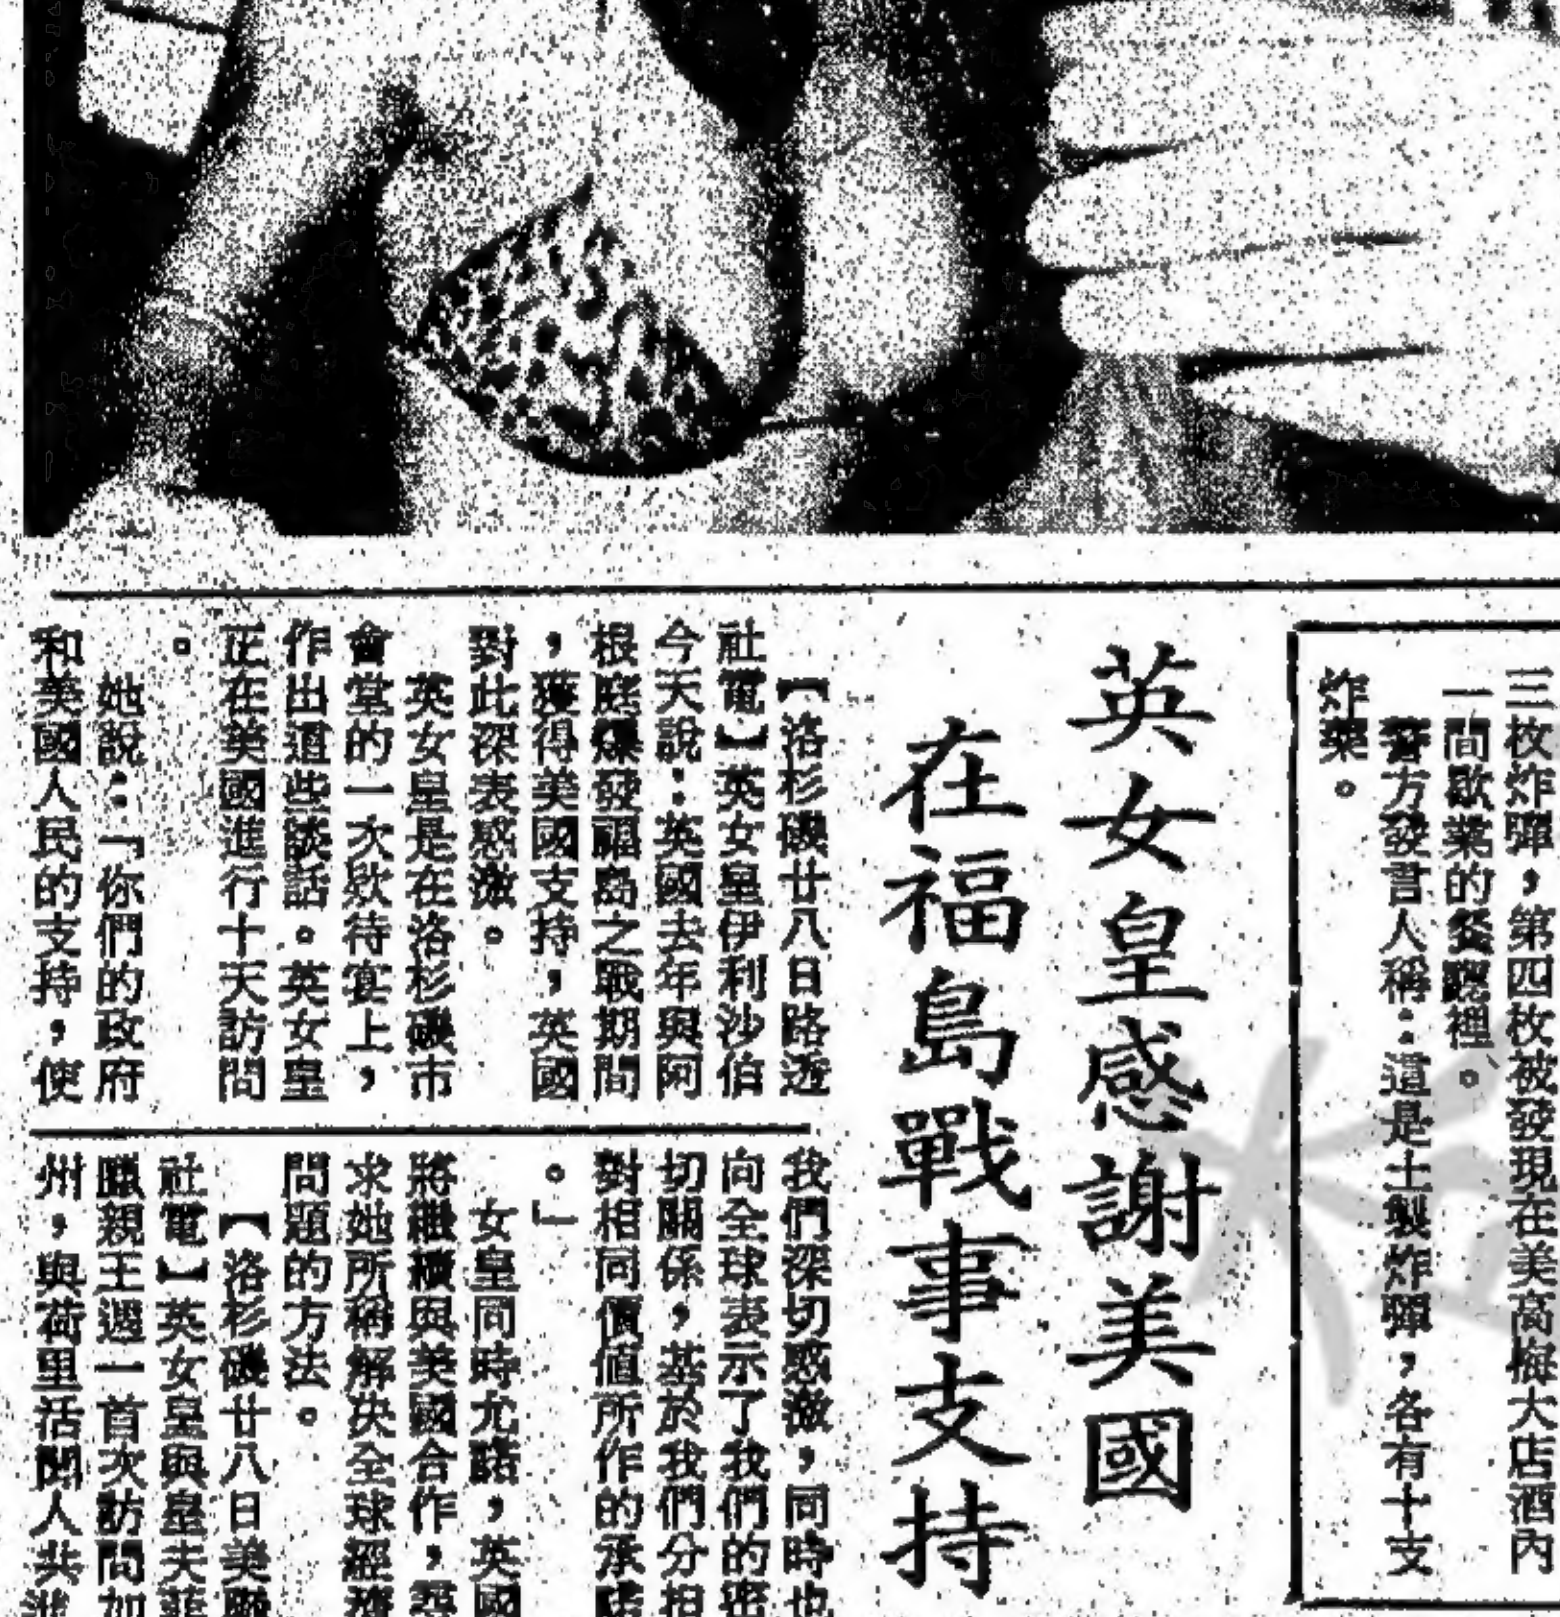 三枚炸彈,第四枚被發現在美高梅大店酒內
一間歇業的餐廳裡。
警方發言人稱:這是土製炸彈,各有十支
炸藥。
英女皇感謝美國
在福島戰事支持
【洛杉磯廿八日路透
社電】英女皇伊利沙伯
今天說:英國去年與阿
根庭爆發福島之戰期間
,獲得美國支持,英國
對此深表感激。
英女皇是在洛杉磯市
會堂的一次欵待宴上,
作出這些談話。英女皇
正在美國進行十天訪問
。
她說:「你們的政府
和美國人民的支持,使
我們深切感激,同時也
向全球表示了我們的密
切關係,基於我們分担
對相同價值所作的承諾
。」
女皇同時允諾,英國
將繼續與美國合作,尋
求她所稱解決全球經濟
問題的方法。
【洛杉磯廿八日美聯
社電】英女皇與皇夫菲
臘親王週一首次訪問加
州,與荷里活聞人共進